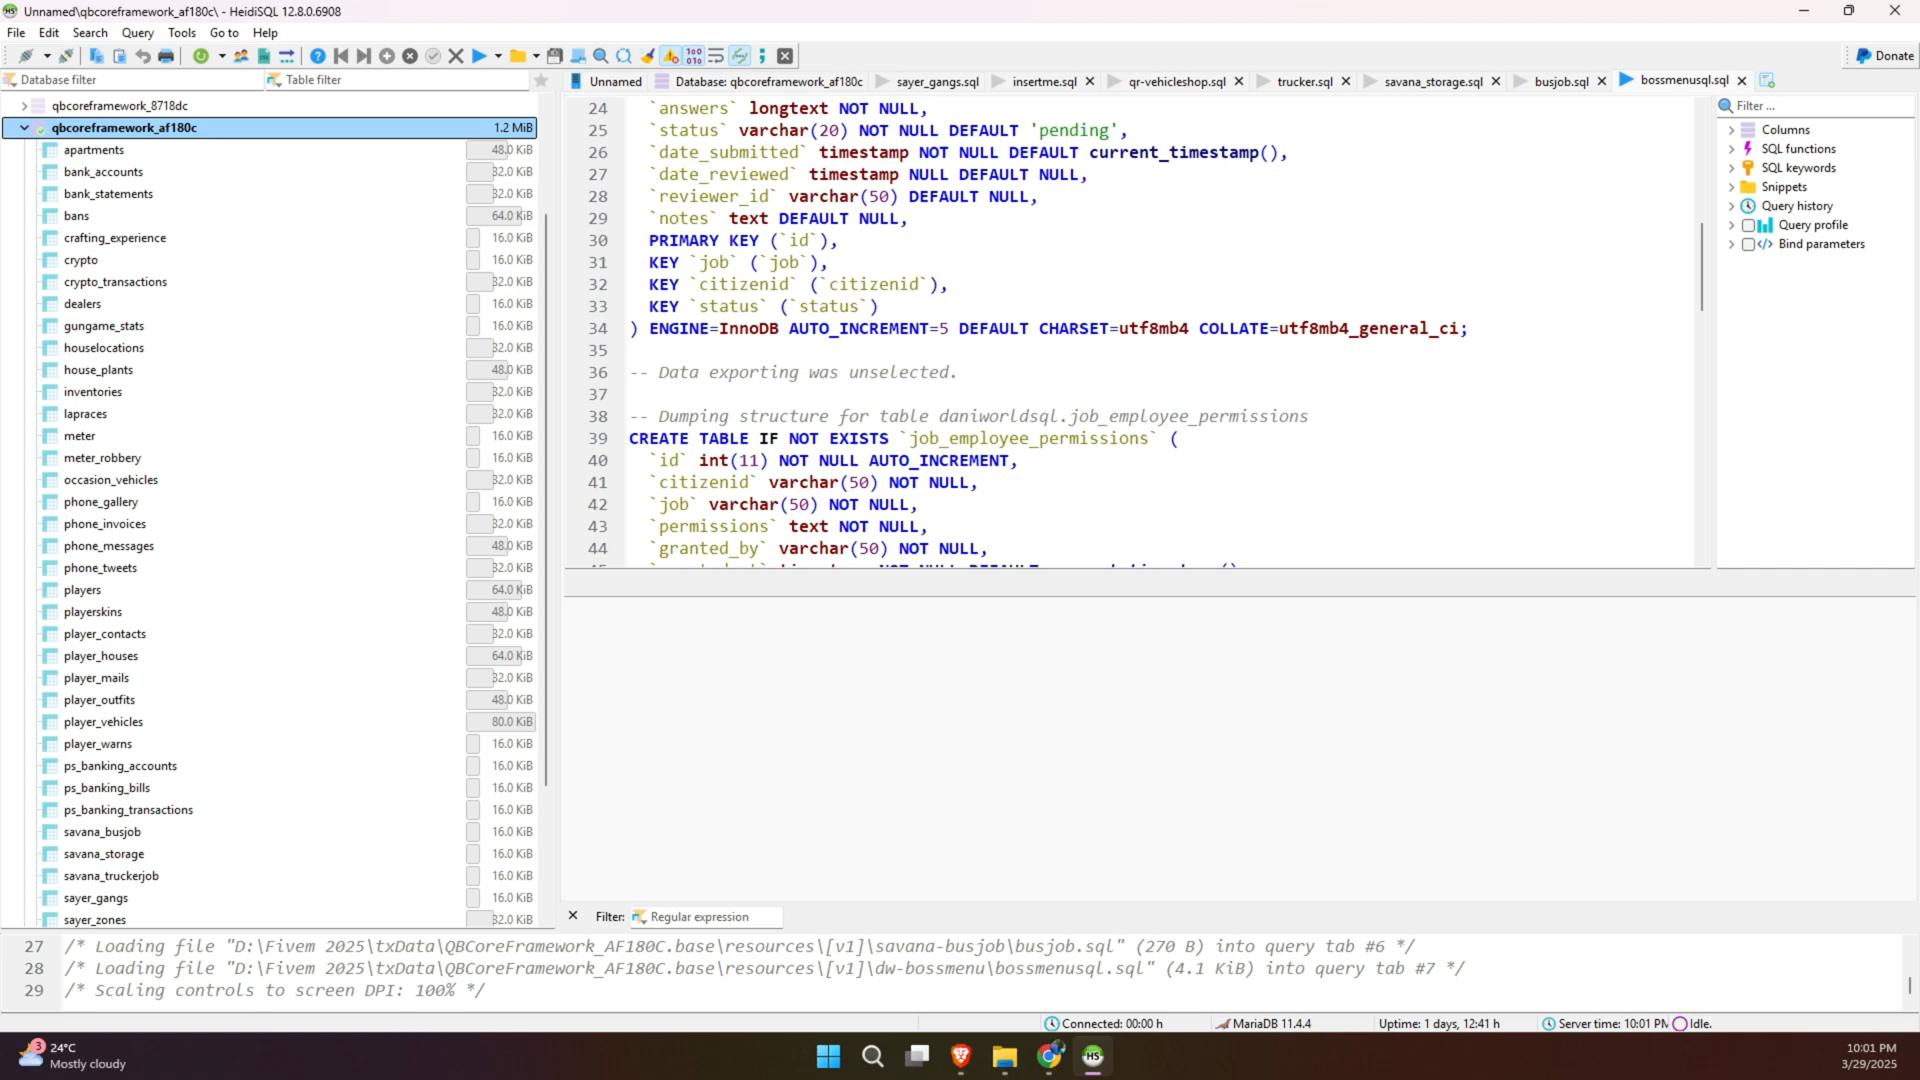 Unnamed\qbcoreframework_af180c\ - HeidiSQL 12.8.0.6908
File Edit Search Query Tools Go to Help
Donate
Database filter
Table filter
Unnamed
Database: qbcoreframework_af180c
sayer_gangs.sql
insertme.sql
qr-vehicleshop.sql
trucker.sql
savana_storage.sql
busjob.sql
bossmenusql.sql
qbcoreframework_8718dc
qbcoreframework_af180c 1.2 MiB
apartments 48.0 KiB
bank_accounts 32.0 KiB
bank_statements 32.0 KiB
bans 64.0 KiB
crafting_experience 16.0 KiB
crypto 16.0 KiB
crypto_transactions 32.0 KiB
dealers 16.0 KiB
gungame_stats 16.0 KiB
houselocations 32.0 KiB
house_plants 48.0 KiB
inventories 32.0 KiB
lapraces 32.0 KiB
meter 16.0 KiB
meter_robbery 16.0 KiB
occasion_vehicles 32.0 KiB
phone_gallery 16.0 KiB
phone_invoices 32.0 KiB
phone_messages 48.0 KiB
phone_tweets 32.0 KiB
players 64.0 KiB
playerskins 48.0 KiB
player_contacts 32.0 KiB
player_houses 64.0 KiB
player_mails 32.0 KiB
player_outfits 48.0 KiB
player_vehicles 80.0 KiB
player_warns 16.0 KiB
ps_banking_accounts 16.0 KiB
ps_banking_bills 16.0 KiB
ps_banking_transactions 16.0 KiB
savana_busjob 16.0 KiB
savana_storage 16.0 KiB
savana_truckerjob 16.0 KiB
sayer_gangs 16.0 KiB
sayer_zones 32.0 KiB
24 `answers` longtext NOT NULL,
25 `status` varchar(20) NOT NULL DEFAULT 'pending',
26 `date_submitted` timestamp NOT NULL DEFAULT current_timestamp(),
27 `date_reviewed` timestamp NULL DEFAULT NULL,
28 `reviewer_id` varchar(50) DEFAULT NULL,
29 `notes` text DEFAULT NULL,
30 PRIMARY KEY (`id`),
31 KEY `job` (`job`),
32 KEY `citizenid` (`citizenid`),
33 KEY `status` (`status`)
34 ) ENGINE=InnoDB AUTO_INCREMENT=5 DEFAULT CHARSET=utf8mb4 COLLATE=utf8mb4_general_ci;
35
36 -- Data exporting was unselected.
37
38 -- Dumping structure for table daniworldsql.job_employee_permissions
39 CREATE TABLE IF NOT EXISTS `job_employee_permissions` (
40 `id` int(11) NOT NULL AUTO_INCREMENT,
41 `citizenid` varchar(50) NOT NULL,
42 `job` varchar(50) NOT NULL,
43 `permissions` text NOT NULL,
44 `granted_by` varchar(50) NOT NULL,
Filter ...
Columns
SQL functions
SQL keywords
Snippets
Query history
Query profile
Bind parameters
Filter: Regular expression
27 /* Loading file "D:\Fivem 2025\txData\QBCoreFramework_AF180C.base\resources\[v1]\savana-busjob\busjob.sql" (270 B) into query tab #6 */
28 /* Loading file "D:\Fivem 2025\txData\QBCoreFramework_AF180C.base\resources\[v1]\dw-bossmenu\bossmenusql.sql" (4.1 KiB) into query tab #7 */
29 /* Scaling controls to screen DPI: 100% */
Connected: 00:00 h
MariaDB 11.4.4
Uptime: 1 days, 12:41 h
Server time: 10:01 PM
Idle.
3
24°C
Mostly cloudy
HS
10:01 PM
3/29/2025